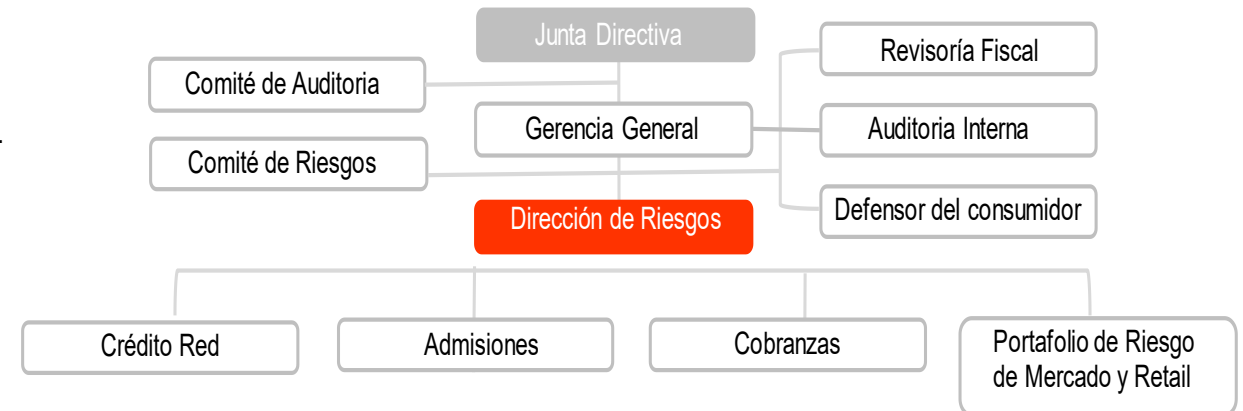 Junta Directiva
Revisoría Fiscal
Comité de Auditoria
Gerencia General
Auditoria Interna
Comité de Riesgos
Defensor del consumidor
Dirección de Riesgos
Crédito Red
Admisiones
Cobranzas
Portafolio de Riesgo
de Mercado y Retail